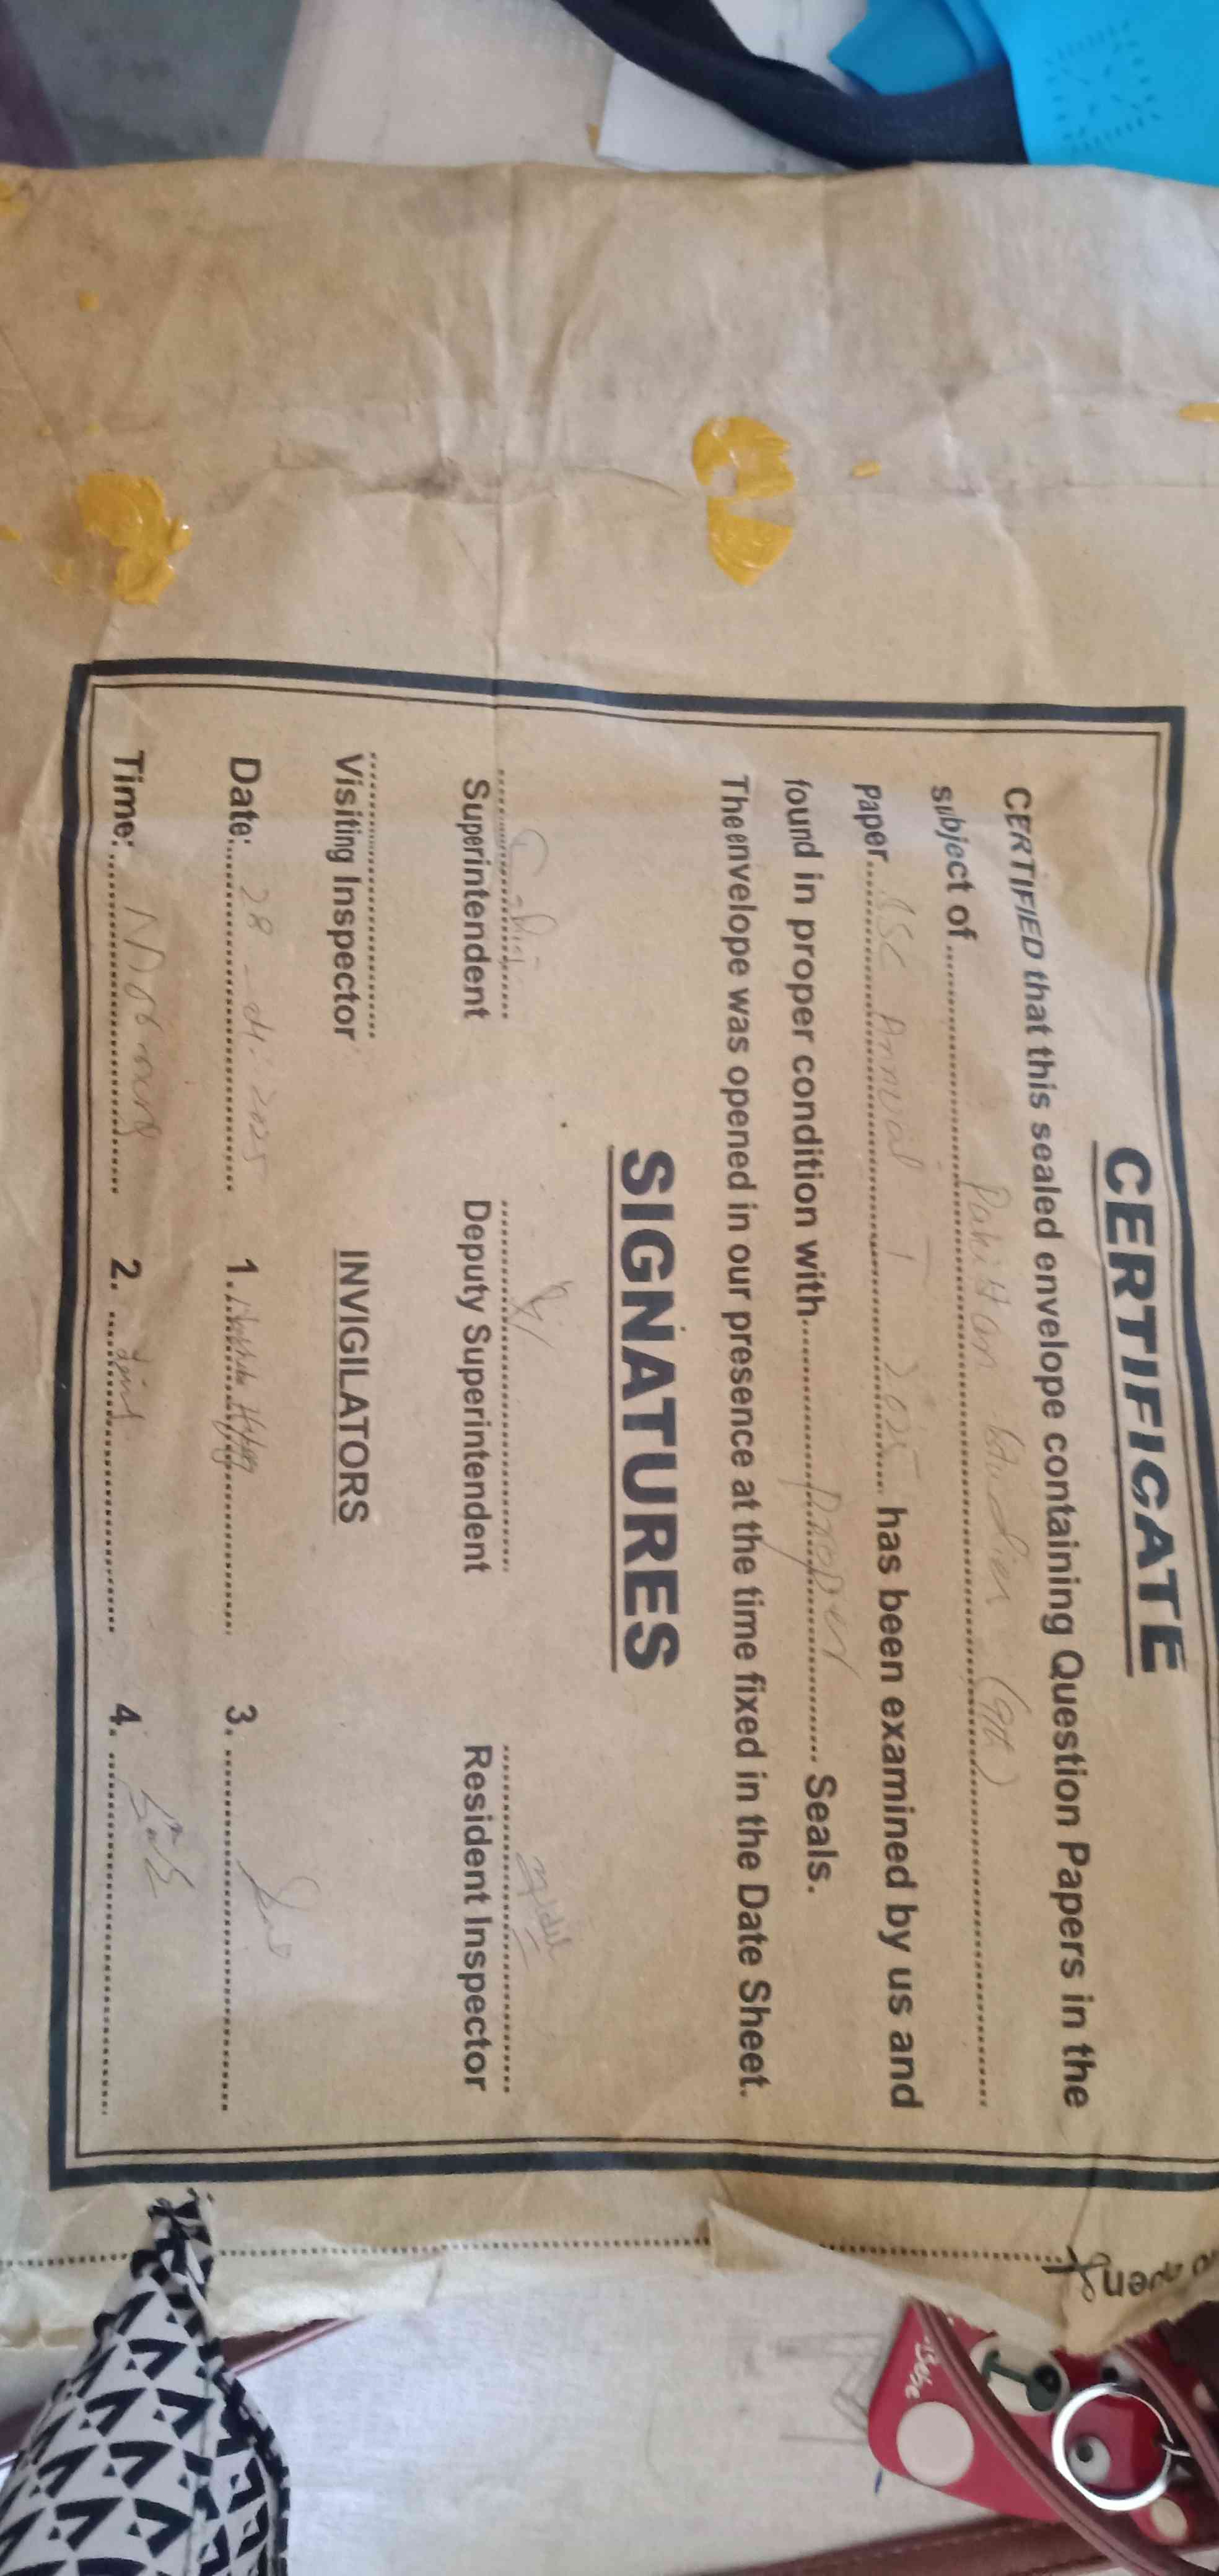 CERTIFICATE
CERTIFIED that this sealed envelope containing Question Papers in the
subject of .......... Pakistan Studies (9th) ..........
Paper..... SSC Annual I 2025 ..... has been examined by us and
found in proper condition with.......... Proper .......... Seals.
The envelope was opened in our presence at the time fixed in the Date Sheet.
SIGNATURES
Superintendent Deputy Superintendent Resident Inspector
Visiting Inspector INVIGILATORS
Date:..... 28-04-2025 ..... 1. ..... 3. .....
Time:..... Morning ..... 2. ..... 4. .....